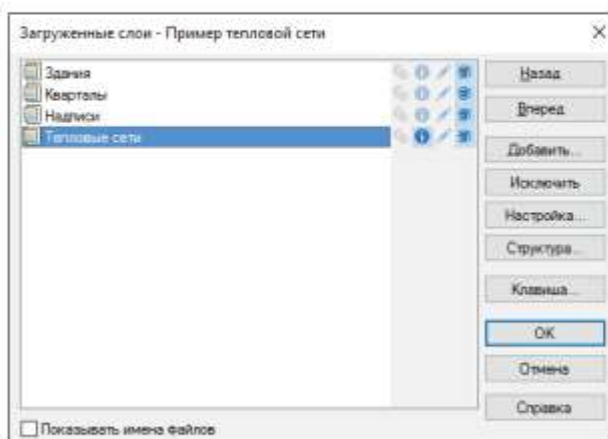 Загруженные слои - Пример тепловой сети
Здания
Кварталы
Надписи
Тепловые сети
Назад
Вперед
Добавить...
Исключить
Настройка...
Структура...
Клавиша...
OK
Отмена
Справка
Показывать имена файлов